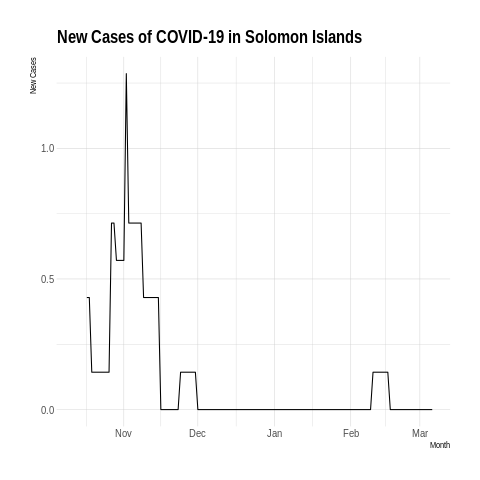 New Cases of COVID-19 in Solomon Islands
New Cases
1.0
0.5
0.0
Nov Dec Jan Feb Mar
Month